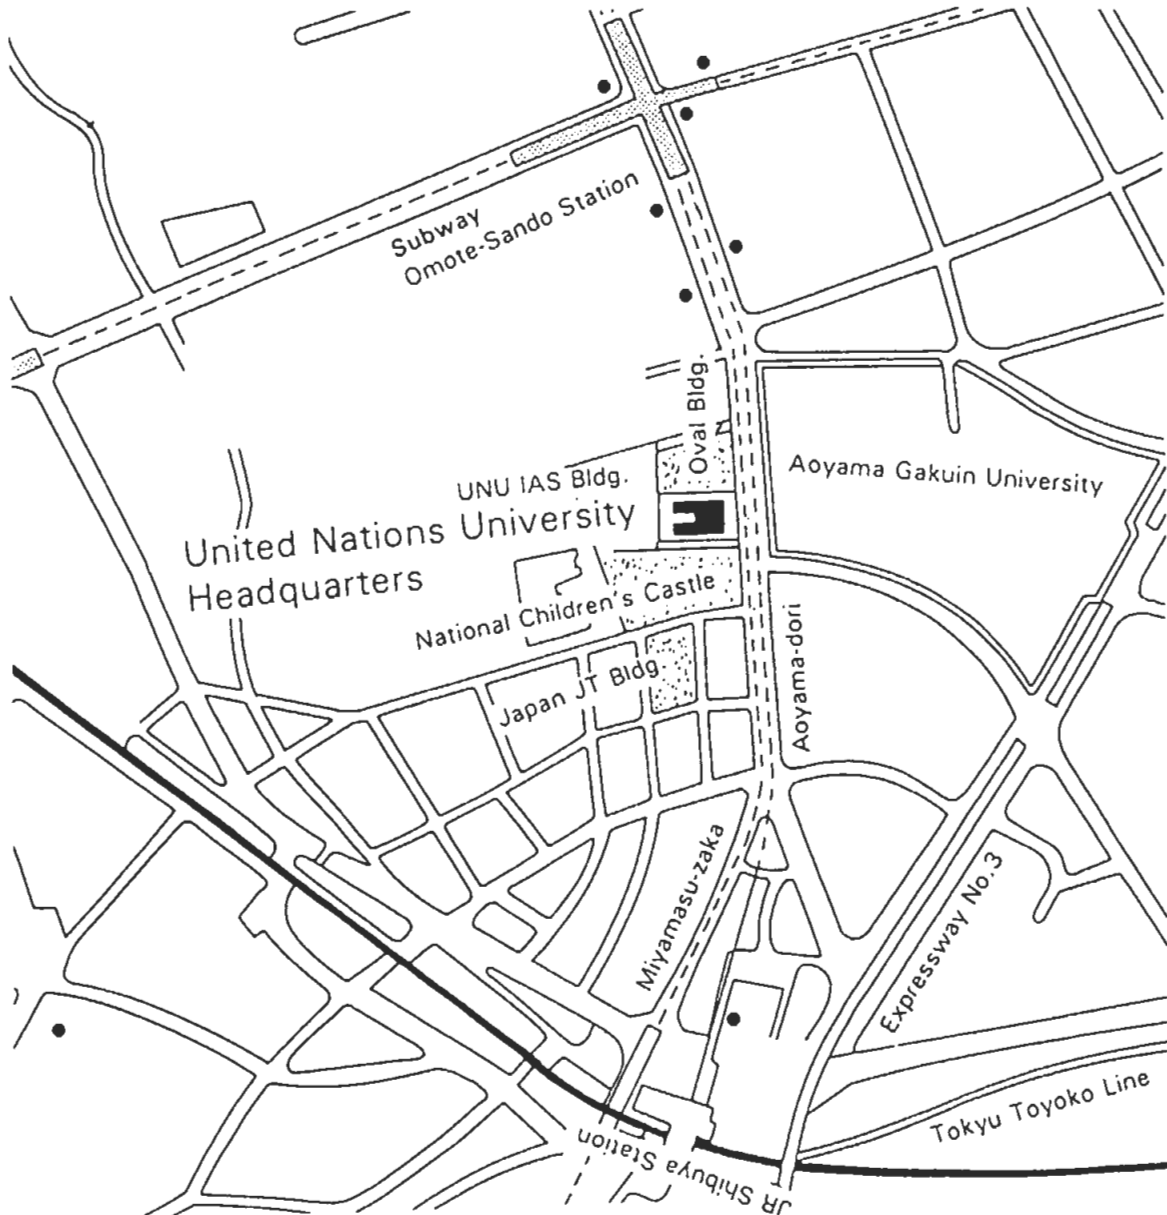 Subway
Omote-Sando Station
Oval Bldg.
Aoyama Gakuin University
UNU IAS Bldg.
United Nations University
Headquarters
National Children's Castle
Japan JT Bldg
Aoyama-dori
Miyamasu-zaka
Expressway No.3
Tokyu Toyoko Line
JR Shibuya Station